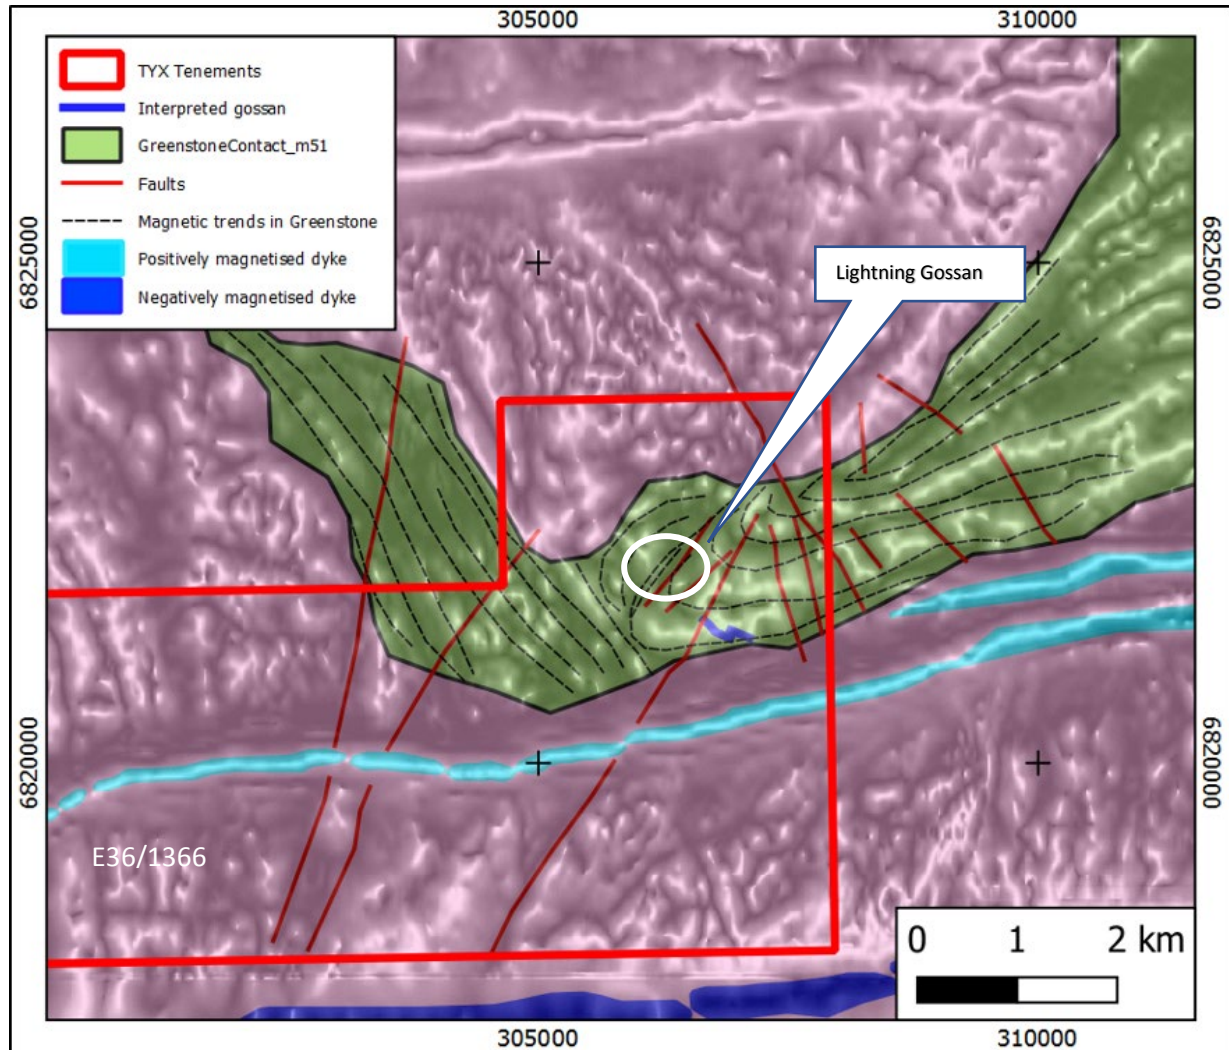 305000
310000
TYX Tenements
Interpreted gossan
GreenstoneContact_m51
Faults
Magnetic trends in Greenstone
Positively magnetised dyke
Negatively magnetised dyke
6825000
6825000
Lightning Gossan
6820000
6820000
E36/1366
0 1 2 km
305000
310000